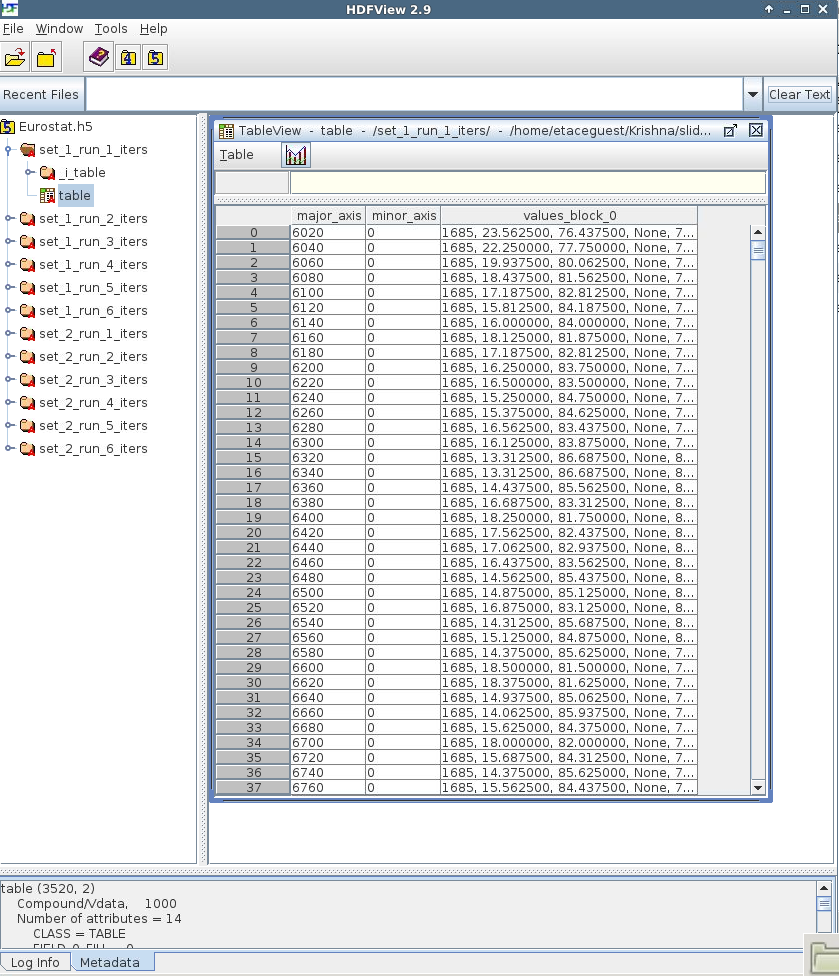 HDF
HDFView 2.9
File Window Tools Help
4 5
Recent Files Clear Text
5 Eurostat.h5
set_1_run_1_iters
_i_table
table
set_1_run_2_iters
set_1_run_3_iters
set_1_run_4_iters
set_1_run_5_iters
set_1_run_6_iters
set_2_run_1_iters
set_2_run_2_iters
set_2_run_3_iters
set_2_run_4_iters
set_2_run_5_iters
set_2_run_6_iters
TableView - table - /set_1_run_1_iters/ - /home/etaceguest/Krishna/slid...
Table
major_axis minor_axis values_block_0
0 6020 0 1685, 23.562500, 76.437500, None, 7...
1 6040 0 1685, 22.250000, 77.750000, None, 7...
2 6060 0 1685, 19.937500, 80.062500, None, 7...
3 6080 0 1685, 18.437500, 81.562500, None, 7...
4 6100 0 1685, 17.187500, 82.812500, None, 7...
5 6120 0 1685, 15.812500, 84.187500, None, 7...
6 6140 0 1685, 16.000000, 84.000000, None, 7...
7 6160 0 1685, 18.125000, 81.875000, None, 7...
8 6180 0 1685, 17.187500, 82.812500, None, 7...
9 6200 0 1685, 16.250000, 83.750000, None, 7...
10 6220 0 1685, 16.500000, 83.500000, None, 7...
11 6240 0 1685, 15.250000, 84.750000, None, 7...
12 6260 0 1685, 15.375000, 84.625000, None, 7...
13 6280 0 1685, 16.562500, 83.437500, None, 7...
14 6300 0 1685, 16.125000, 83.875000, None, 7...
15 6320 0 1685, 13.312500, 86.687500, None, 8...
16 6340 0 1685, 13.312500, 86.687500, None, 8...
17 6360 0 1685, 14.437500, 85.562500, None, 8...
18 6380 0 1685, 16.687500, 83.312500, None, 8...
19 6400 0 1685, 18.250000, 81.750000, None, 8...
20 6420 0 1685, 17.562500, 82.437500, None, 8...
21 6440 0 1685, 17.062500, 82.937500, None, 8...
22 6460 0 1685, 16.437500, 83.562500, None, 8...
23 6480 0 1685, 14.562500, 85.437500, None, 8...
24 6500 0 1685, 14.875000, 85.125000, None, 8...
25 6520 0 1685, 16.875000, 83.125000, None, 8...
26 6540 0 1685, 14.312500, 85.687500, None, 8...
27 6560 0 1685, 15.125000, 84.875000, None, 8...
28 6580 0 1685, 14.375000, 85.625000, None, 7...
29 6600 0 1685, 18.500000, 81.500000, None, 7...
30 6620 0 1685, 18.375000, 81.625000, None, 7...
31 6640 0 1685, 14.937500, 85.062500, None, 7...
32 6660 0 1685, 14.062500, 85.937500, None, 7...
33 6680 0 1685, 15.625000, 84.375000, None, 7...
34 6700 0 1685, 18.000000, 82.000000, None, 7...
35 6720 0 1685, 15.687500, 84.312500, None, 7...
36 6740 0 1685, 14.375000, 85.625000, None, 7...
37 6760 0 1685, 15.562500, 84.437500, None, 7...
table (3520, 2)
Compound/Vdata, 1000
Number of attributes = 14
CLASS = TABLE
Log Info Metadata